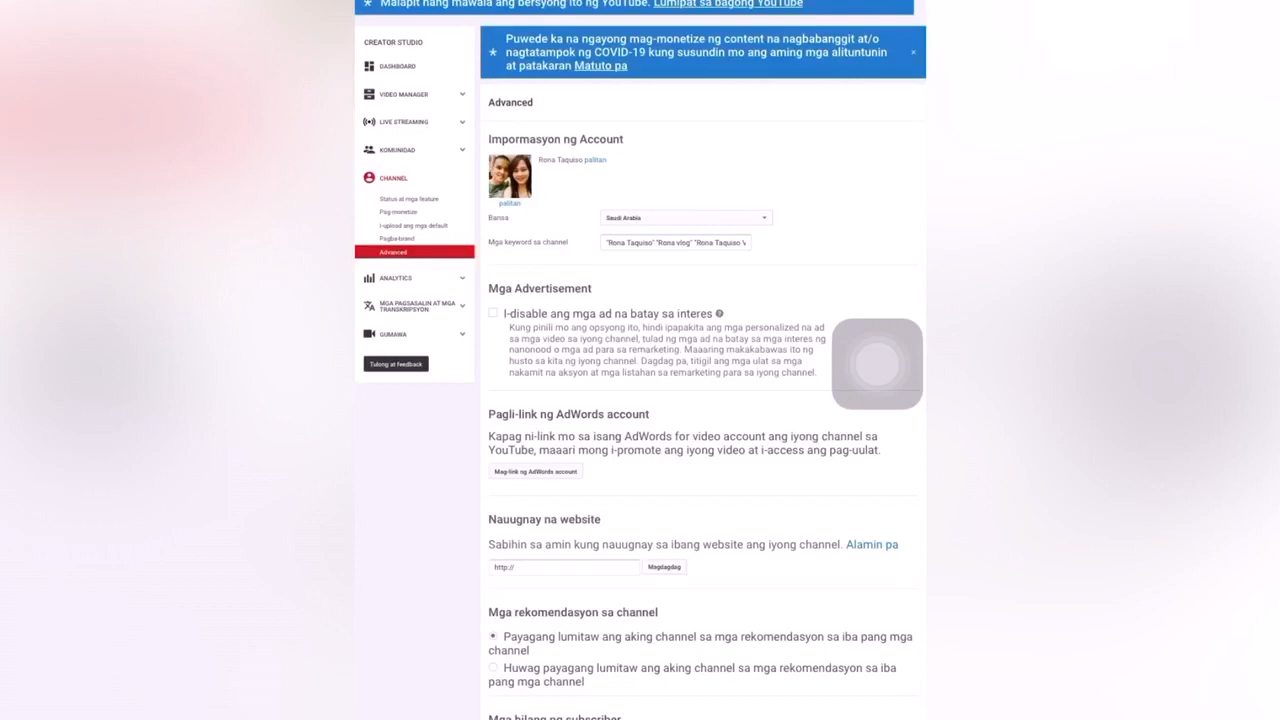 Malapit nang mawala ang bersyong ito ng YouTube. Lumipat sa bagong YouTube
CREATOR STUDIO
DASHBOARD
VIDEO MANAGER
LIVE STREAMING
KOMUNIDAD
CHANNEL
Status at mga feature
Pag-monetize
I-upload ang mga default
Pagba-brand
Advanced
ANALYTICS
MGA PAGSASALIN AT MGA
TRANSKRIPSYON
GUMAWA
Tulong at feedback
Puwede ka na ngayong mag-monetize ng content na nagbabanggit at/o
nagtatampok ng COVID-19 kung susundin mo ang aming mga alituntunin
at patakaran Matuto pa
Advanced
Impormasyon ng Account
Rona Taquiso palitan
palitan
Bansa
Saudi Arabia
Mga keyword sa channel
"Rona Taquiso" "Rona vlog" "Rona Taquiso V
Mga Advertisement
I-disable ang mga ad na batay sa interes
Kung pinili mo ang opsyong ito, hindi ipapakita ang mga personalized na ad
sa mga video sa iyong channel, tulad ng mga ad na batay sa mga interes ng
nanonood o mga ad para sa remarketing. Maaaring makakabawas ito ng
husto sa kita ng iyong channel. Dagdag pa, titigil ang mga ulat sa mga
nakamit na aksyon at mga listahan sa remarketing para sa iyong channel.
Pagli-link ng AdWords account
Kapag ni-link mo sa isang AdWords for video account ang iyong channel sa
YouTube, maaari mong i-promote ang iyong video at i-access ang pag-uulat.
Mag-link ng AdWords account
Nauugnay na website
Sabihin sa amin kung nauugnay sa ibang website ang iyong channel. Alamin pa
http://
Magdagdag
Mga rekomendasyon sa channel
Payagang lumitaw ang aking channel sa mga rekomendasyon sa iba pang mga
channel
Huwag payagang lumitaw ang aking channel sa mga rekomendasyon sa iba
pang mga channel
Mga bilang ng subscriber